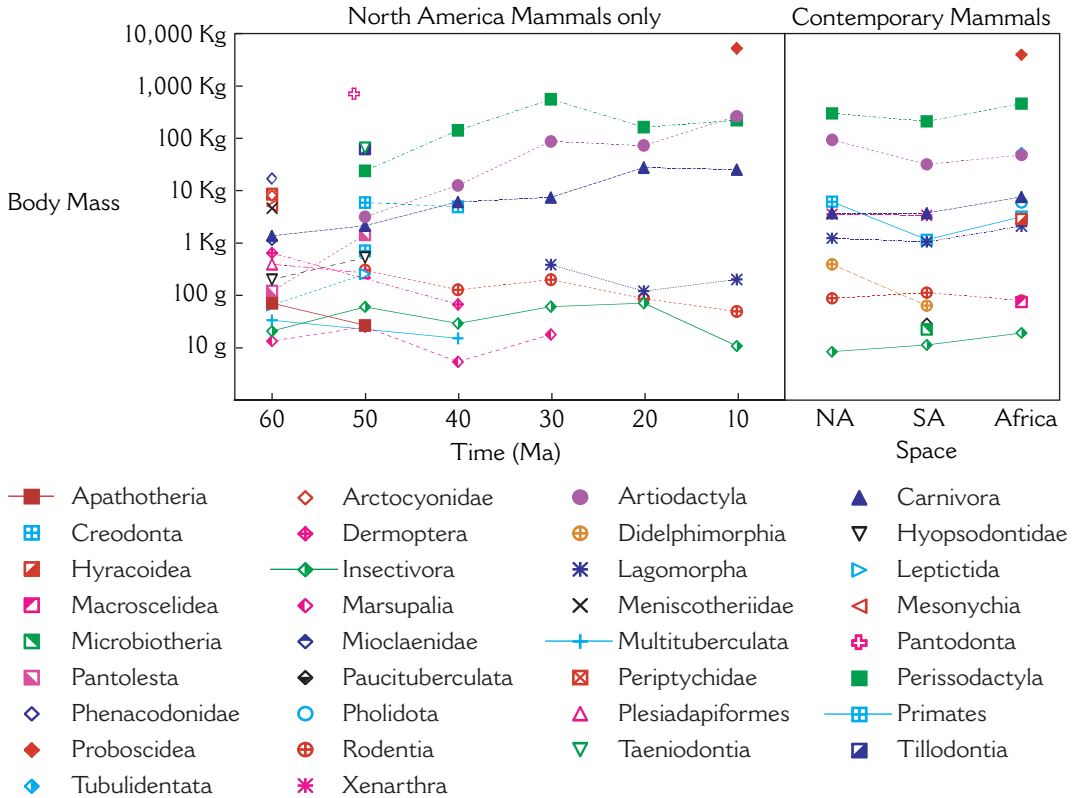 North America Mammals only
Contemporary Mammals
10,000 Kg
1,000 Kg
100 Kg
10 Kg
1 Kg
100 g
10 g
Body Mass
60
50
40
30
20
10
NA
SA
Africa
Time (Ma)
Space
Apathotheria
Arctocyonidae
Artiodactyla
Carnivora
Creodonta
Dermoptera
Didelphimorphia
Hyopsodontidae
Hyracoidea
Insectivora
Lagomorpha
Leptictida
Macroscelidea
Marsupalia
Meniscotheriidae
Mesonychia
Microbiotheria
Mioclaenidae
Multituberculata
Pantodonta
Pantolesta
Paucituberculata
Periptychidae
Perissodactyla
Phenacodonidae
Pholidota
Plesiadapiformes
Primates
Proboscidea
Rodentia
Taeniodontia
Tillodontia
Tubulidentata
Xenarthra